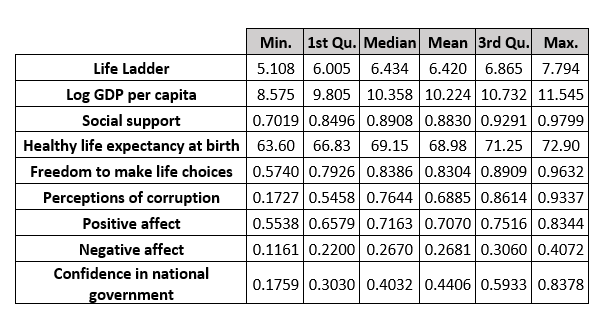 Min. 1st Qu. Median Mean 3rd Qu. Max.
Life Ladder 5.108 6.005 6.434 6.420 6.865 7.794
Log GDP per capita 8.575 9.805 10.358 10.224 10.732 11.545
Social support 0.7019 0.8496 0.8908 0.8830 0.9291 0.9799
Healthy life expectancy at birth 63.60 66.83 69.15 68.98 71.25 72.90
Freedom to make life choices 0.5740 0.7926 0.8386 0.8304 0.8909 0.9632
Perceptions of corruption 0.1727 0.5458 0.7644 0.6885 0.8614 0.9337
Positive affect 0.5538 0.6579 0.7163 0.7070 0.7516 0.8344
Negative affect 0.1161 0.2200 0.2670 0.2681 0.3060 0.4072
Confidence in national
government 0.1759 0.3030 0.4032 0.4406 0.5933 0.8378